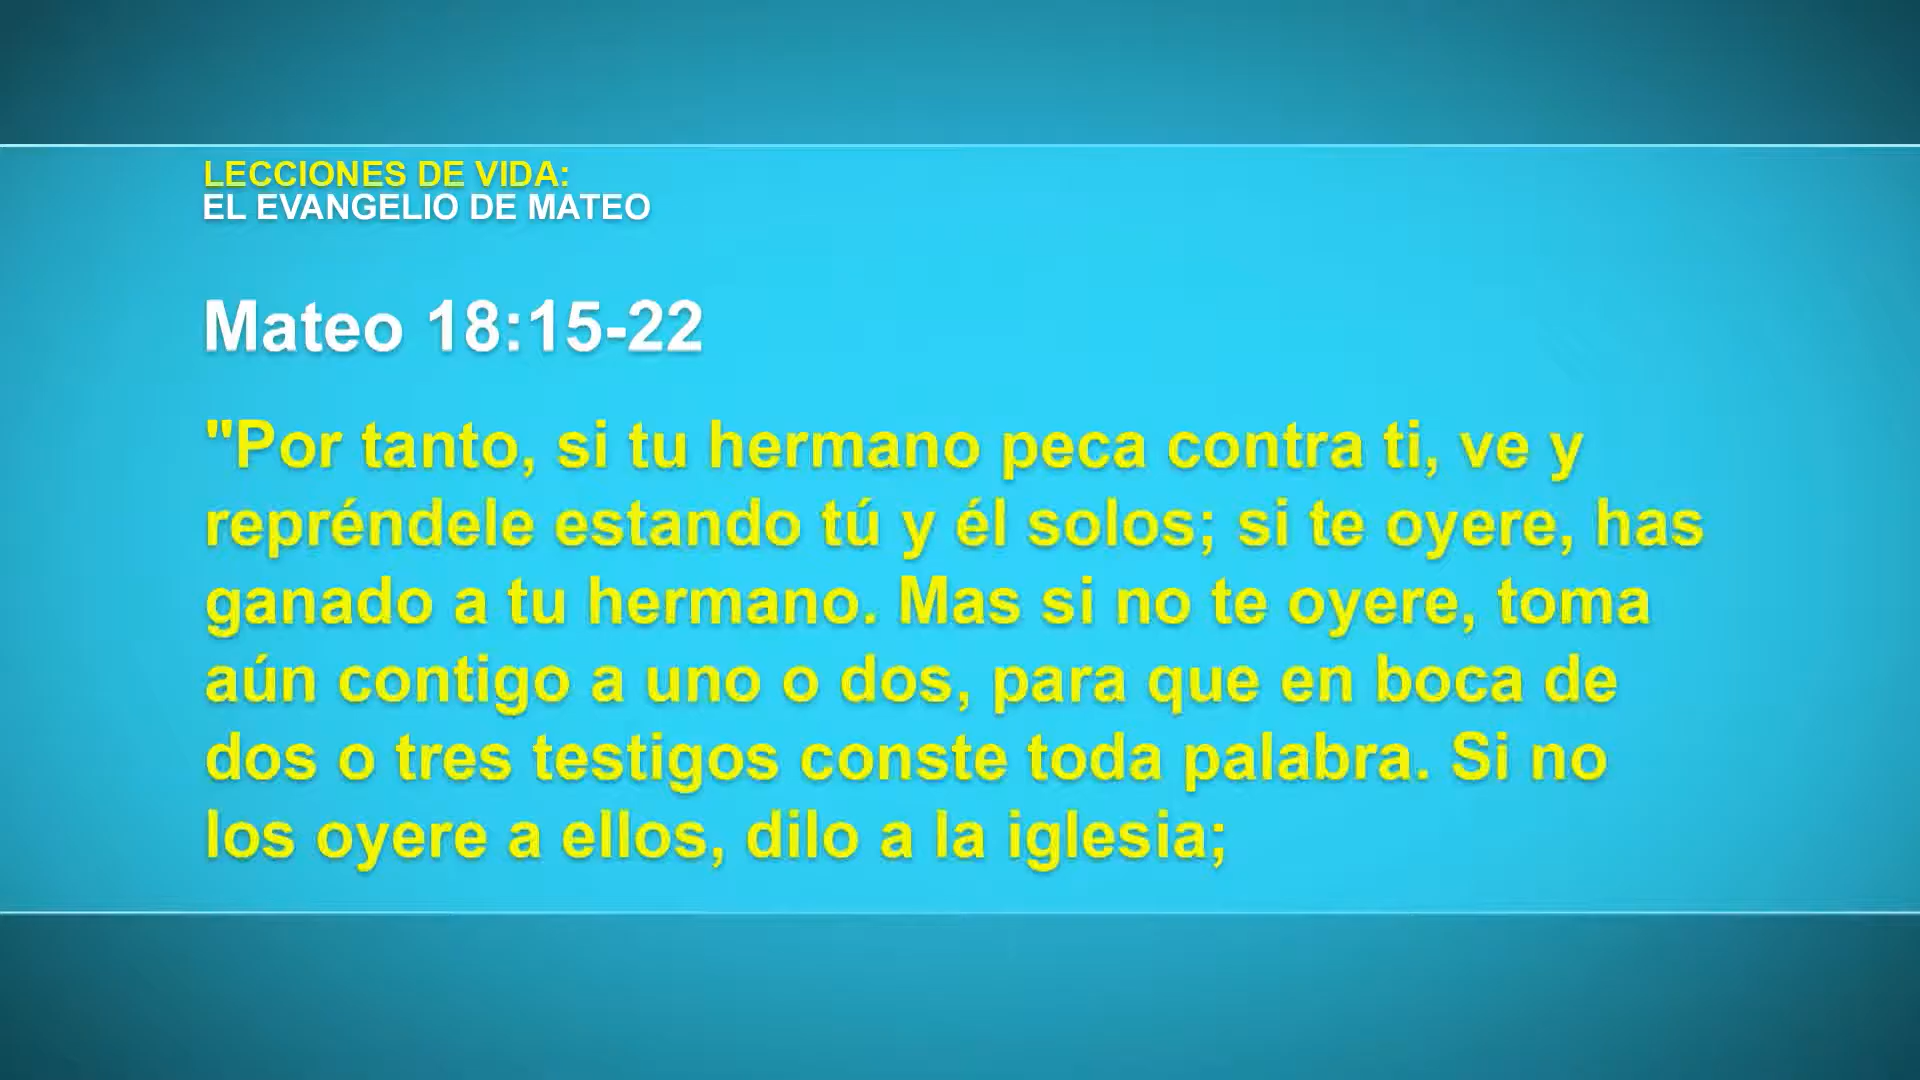 LECCIONES DE VIDA:
EL EVANGELIO DE MATEO
Mateo 18:15-22
"Por tanto, si tu hermano peca contra ti, ve y
repréndele estando tú y él solos; si te oyere, has
ganado a tu hermano. Mas si no te oyere, toma
aún contigo a uno o dos, para que en boca de
dos o tres testigos conste toda palabra. Si no
los oyere a ellos, dilo a la iglesia;